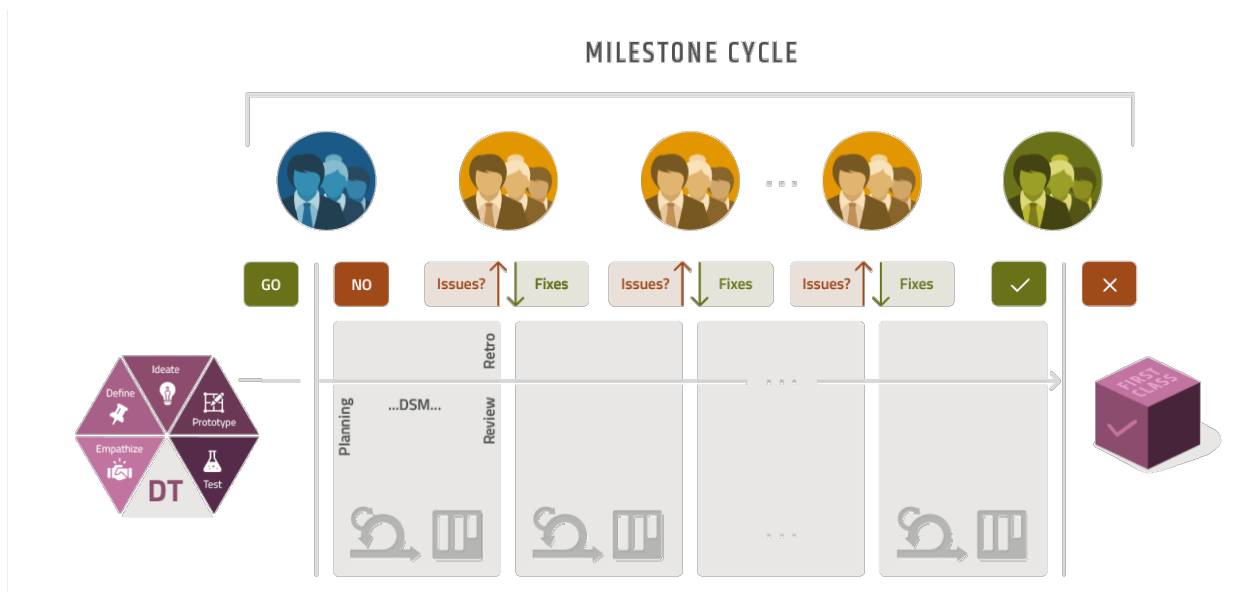 MILESTONE CYCLE
GO
NO
Issues?
Fixes
Issues?
Fixes
Issues?
Fixes
Ideate
Define
Prototype
Empathize
Test
DT
Planning
...DSM...
Retro
Review
FIRST
CLASS